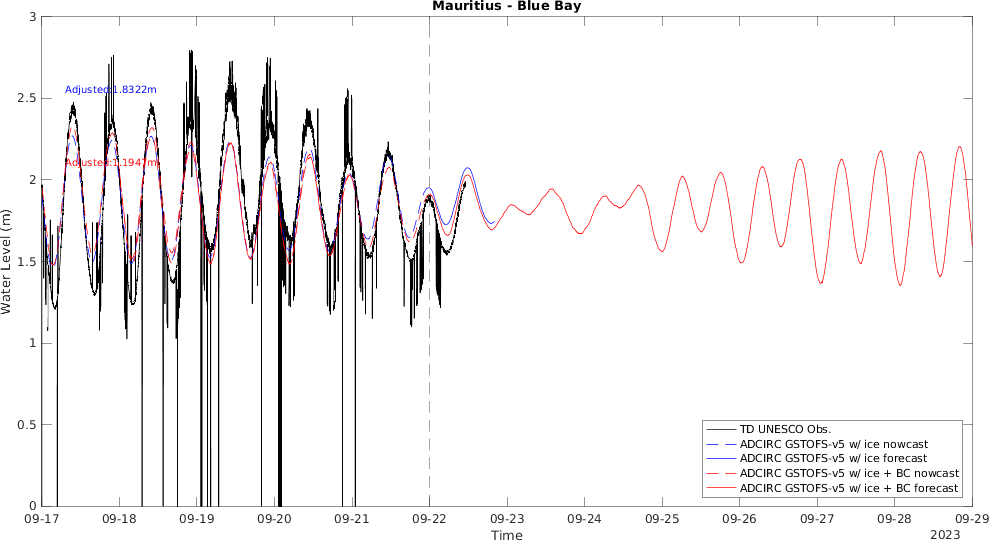 Mauritius - Blue Bay
Water Level (m)
3
2.5
2
1.5
1
0.5
0
Adjusted:1.8322m
Adjusted:1.1947m
TD UNESCO Obs.
ADCIRC GSTOFS-v5 w/ ice nowcast
ADCIRC GSTOFS-v5 w/ ice forecast
ADCIRC GSTOFS-v5 w/ ice + BC nowcast
ADCIRC GSTOFS-v5 w/ ice + BC forecast
09-17 09-18 09-19 09-20 09-21 09-22 09-23 09-24 09-25 09-26 09-27 09-28 09-29
Time
2023